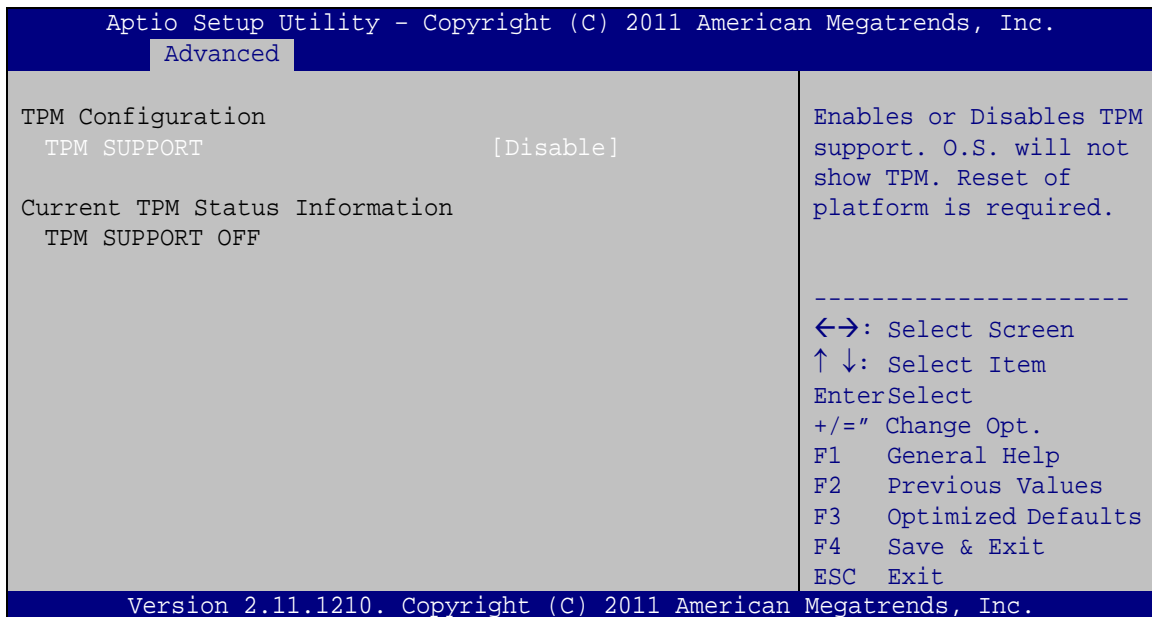 Aptio Setup Utility – Copyright (C) 2011 American Megatrends, Inc.
Advanced
TPM Configuration
TPM SUPPORT [Disable]
Current TPM Status Information
TPM SUPPORT OFF
Enables or Disables TPM
support. O.S. will not
show TPM. Reset of
platform is required.
----------------------
←→: Select Screen
↑ ↓: Select Item
EnterSelect
+/=” Change Opt.
F1 General Help
F2 Previous Values
F3 Optimized Defaults
F4 Save & Exit
ESC Exit
Version 2.11.1210. Copyright (C) 2011 American Megatrends, Inc.